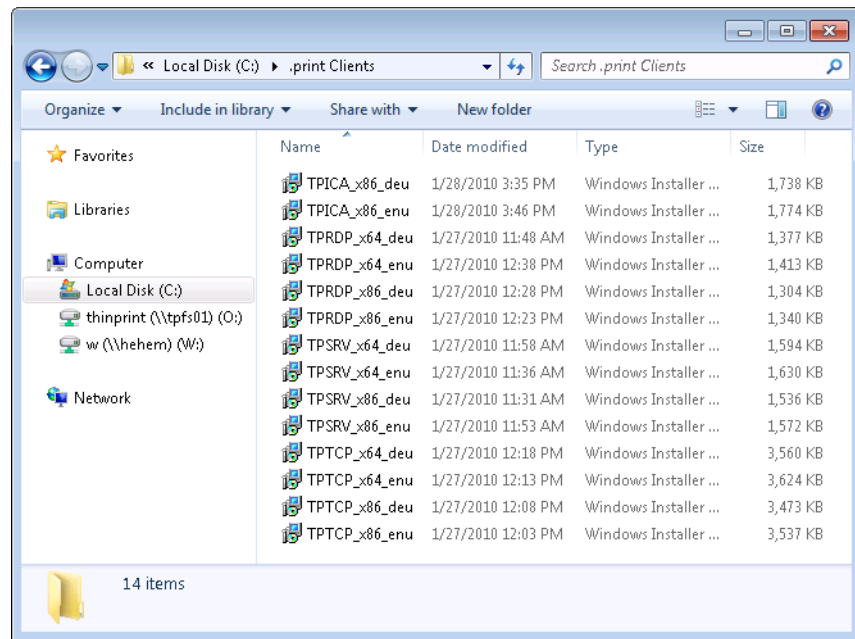 « Local Disk (C:) ▸ .print Clients Search .print Clients
Organize Include in library Share with New folder
Name Date modified Type Size
Favorites
Libraries
Computer
Local Disk (C:)
thinprint (\\tpfs01) (O:)
w (\\hehem) (W:)
Network
TPICA_x86_deu 1/28/2010 3:35 PM Windows Installer ... 1,738 KB
TPICA_x86_enu 1/28/2010 3:46 PM Windows Installer ... 1,774 KB
TPRDP_x64_deu 1/27/2010 11:48 AM Windows Installer ... 1,377 KB
TPRDP_x64_enu 1/27/2010 12:38 PM Windows Installer ... 1,413 KB
TPRDP_x86_deu 1/27/2010 12:28 PM Windows Installer ... 1,304 KB
TPRDP_x86_enu 1/27/2010 12:23 PM Windows Installer ... 1,340 KB
TPSRV_x64_deu 1/27/2010 11:58 AM Windows Installer ... 1,594 KB
TPSRV_x64_enu 1/27/2010 11:36 AM Windows Installer ... 1,630 KB
TPSRV_x86_deu 1/27/2010 11:31 AM Windows Installer ... 1,536 KB
TPSRV_x86_enu 1/27/2010 11:53 AM Windows Installer ... 1,572 KB
TPTCP_x64_deu 1/27/2010 12:18 PM Windows Installer ... 3,560 KB
TPTCP_x64_enu 1/27/2010 12:13 PM Windows Installer ... 3,624 KB
TPTCP_x86_deu 1/27/2010 12:08 PM Windows Installer ... 3,473 KB
TPTCP_x86_enu 1/27/2010 12:03 PM Windows Installer ... 3,537 KB
14 items